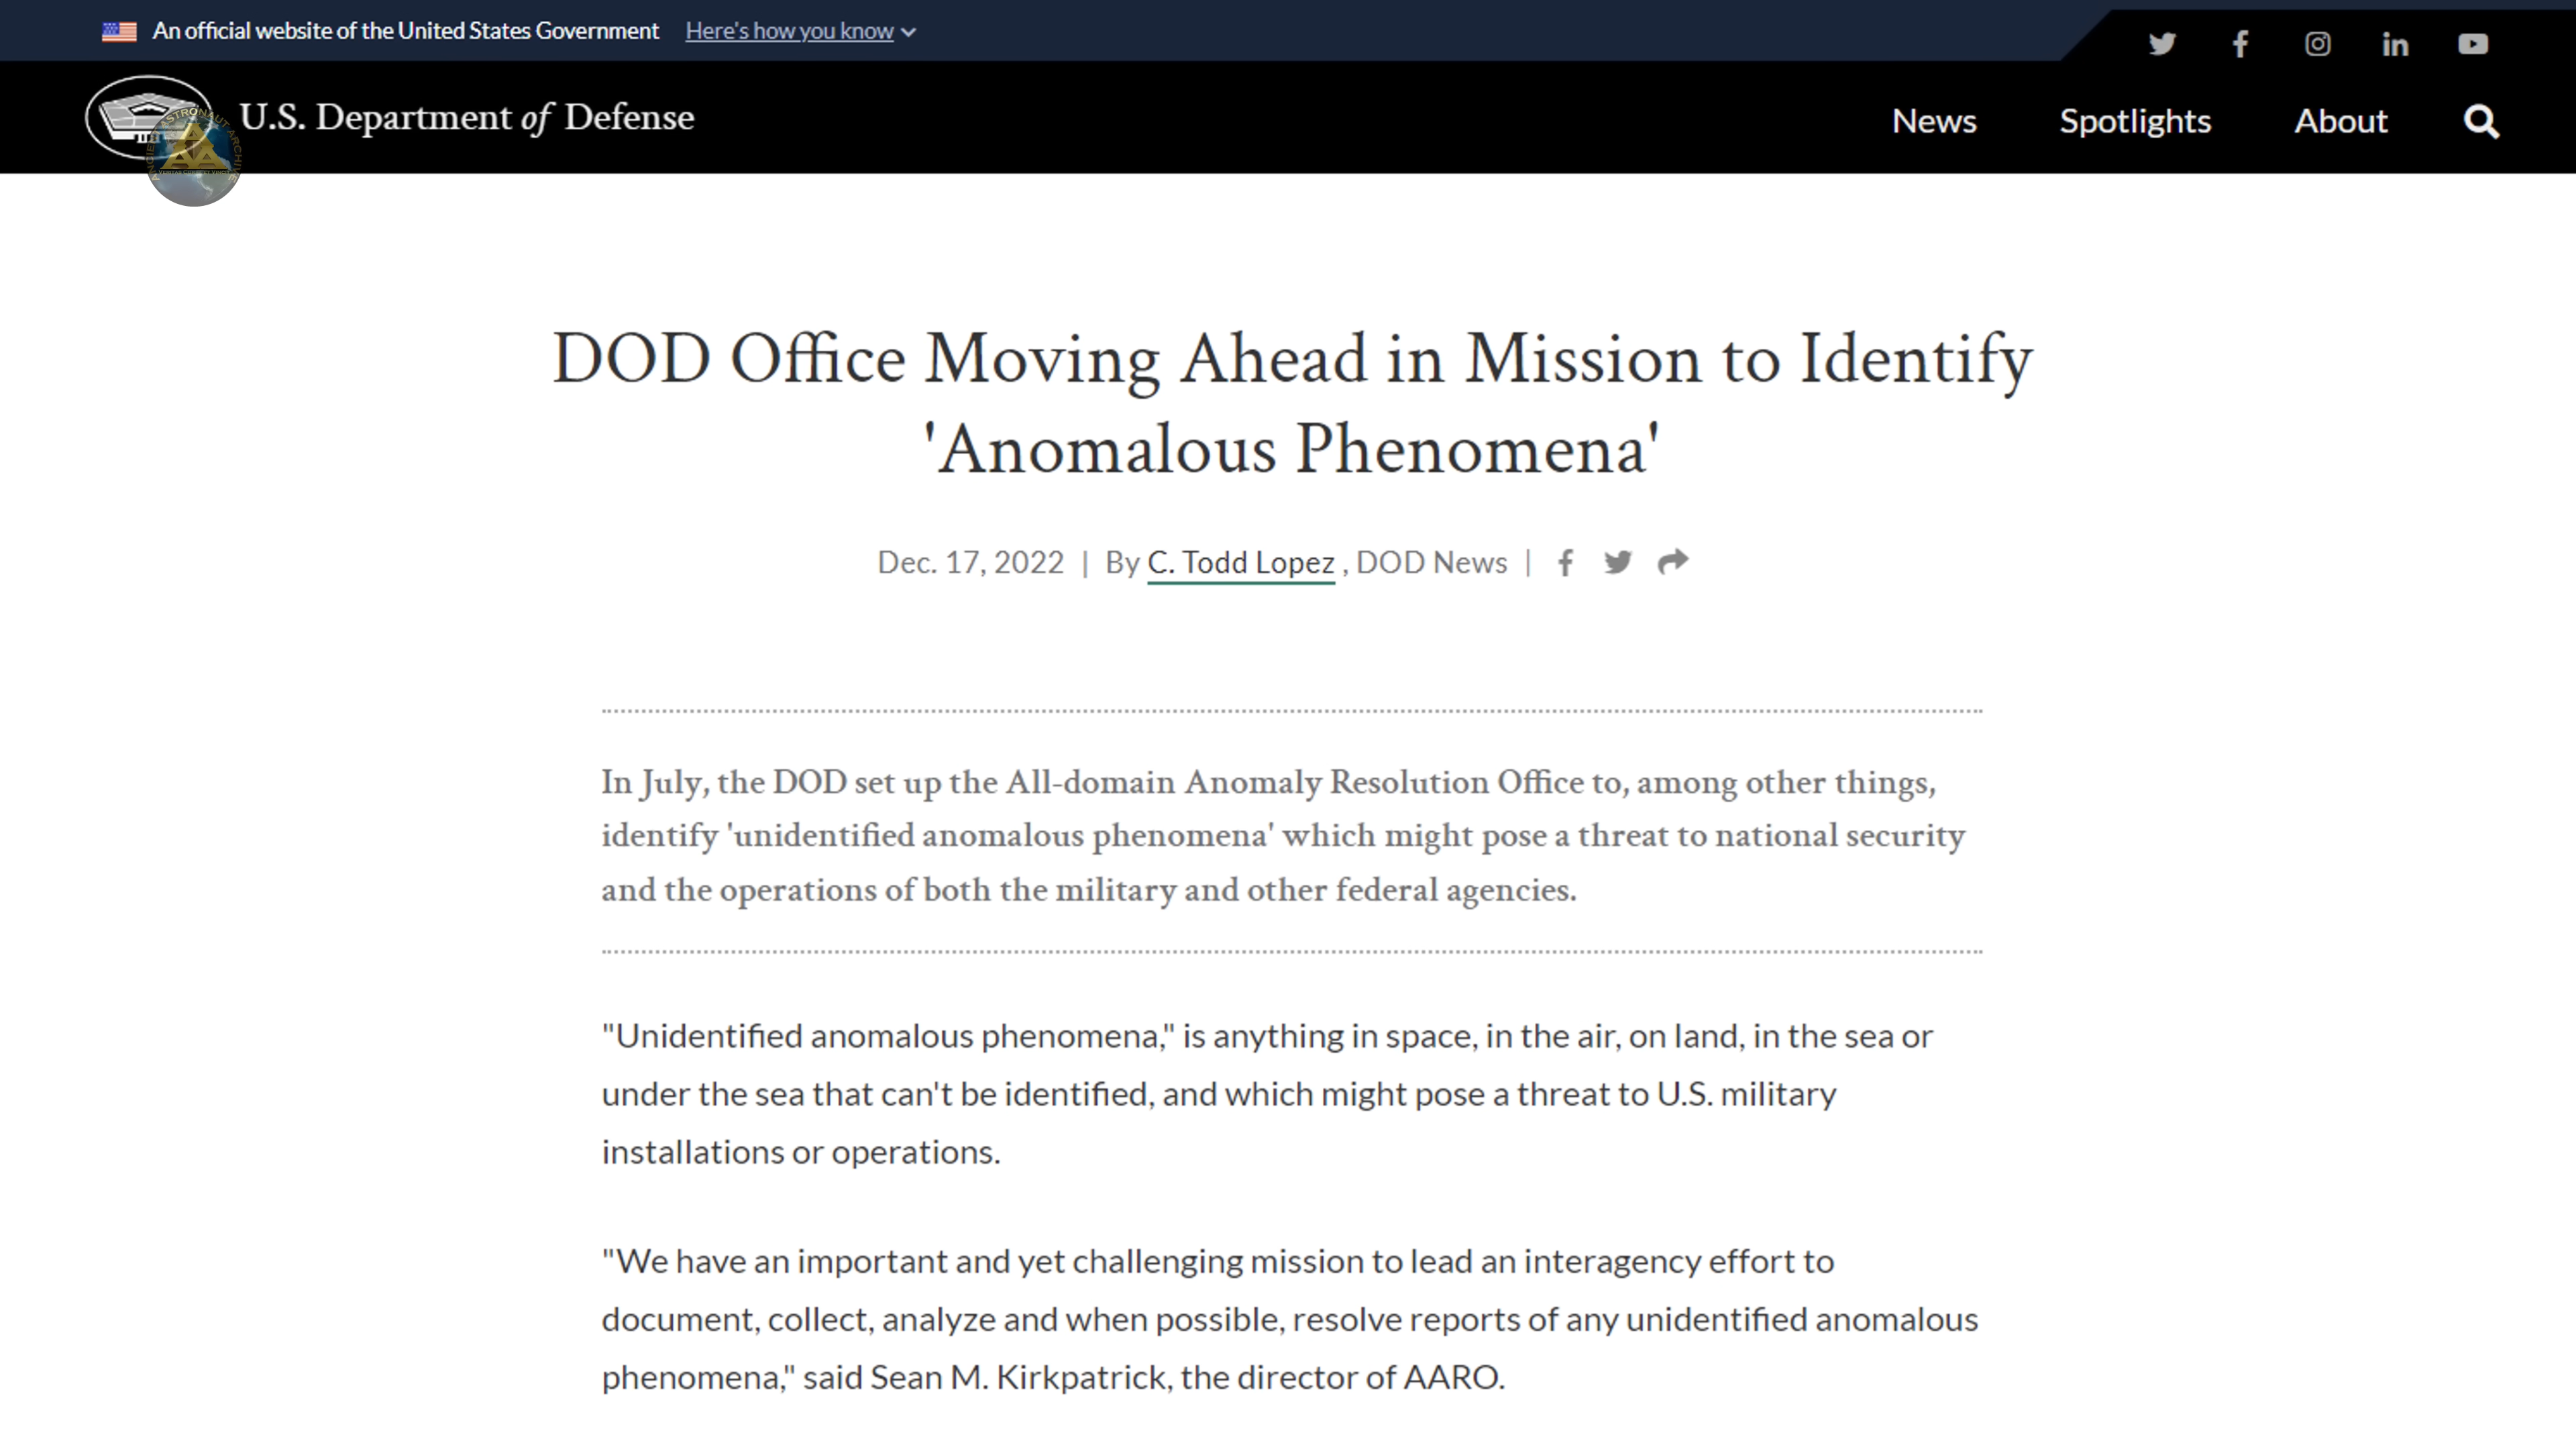 An official website of the United States Government Here's how you know
U.S. Department of Defense
News Spotlights About
ANCIENT ASTRONAUT ARCHIVE
AAA
DOD Office Moving Ahead in Mission to Identify
'Anomalous Phenomena'
Dec. 17, 2022 | By C. Todd Lopez , DOD News |
In July, the DOD set up the All-domain Anomaly Resolution Office to, among other things,
identify 'unidentified anomalous phenomena' which might pose a threat to national security
and the operations of both the military and other federal agencies.
"Unidentified anomalous phenomena," is anything in space, in the air, on land, in the sea or
under the sea that can't be identified, and which might pose a threat to U.S. military
installations or operations.
"We have an important and yet challenging mission to lead an interagency effort to
document, collect, analyze and when possible, resolve reports of any unidentified anomalous
phenomena," said Sean M. Kirkpatrick, the director of AARO.